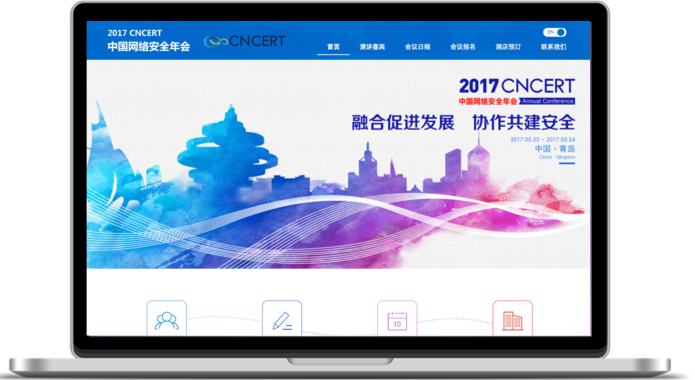 2017 CNCERT
中国网络安全年会
CNCERT
EN
首页 演讲嘉宾 会议日程 会议报名 酒店预订 联系我们
2017 CNCERT
中国网络安全年会 Annual Conference
融合促进发展 协作共建安全
2017.05.22 - 2017.05.24
中国·青岛
China · Qingdao
10